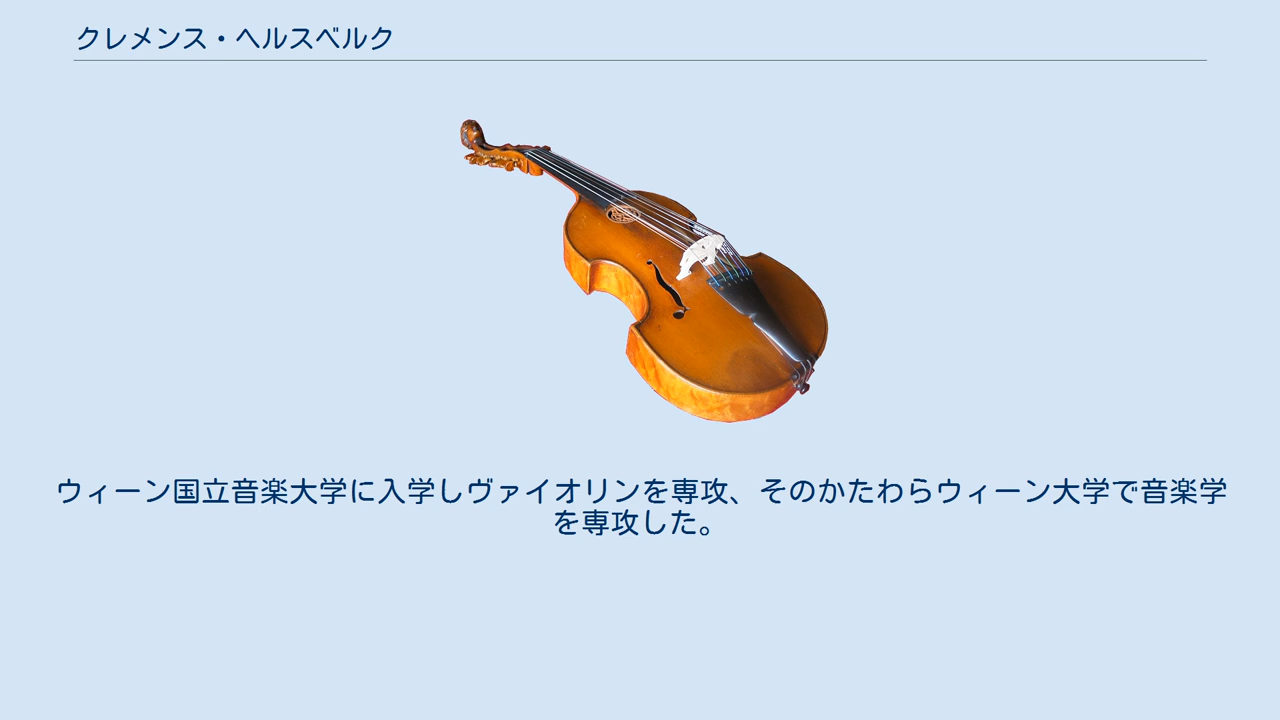 クレメンス・ヘルスベルク
ウィーン国立音楽大学に入学しヴァイオリンを専攻、そのかたわらウィーン大学で音楽学
を専攻した。